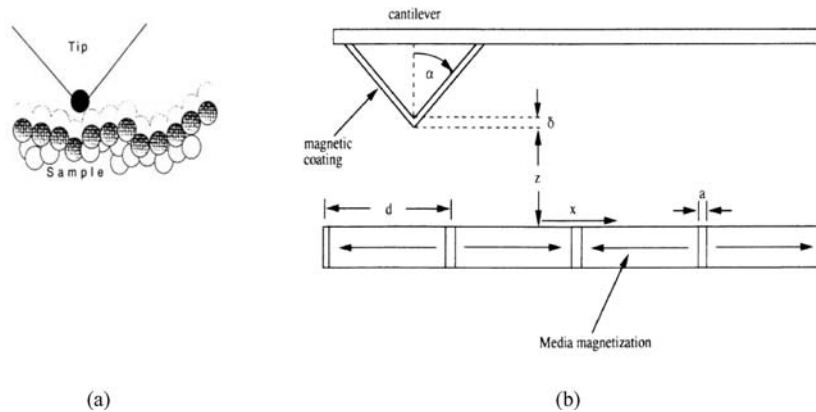 Tip
Sample
(a)
cantilever
α
δ
magnetic
coating
z
a
d
x
Media magnetization
(b)